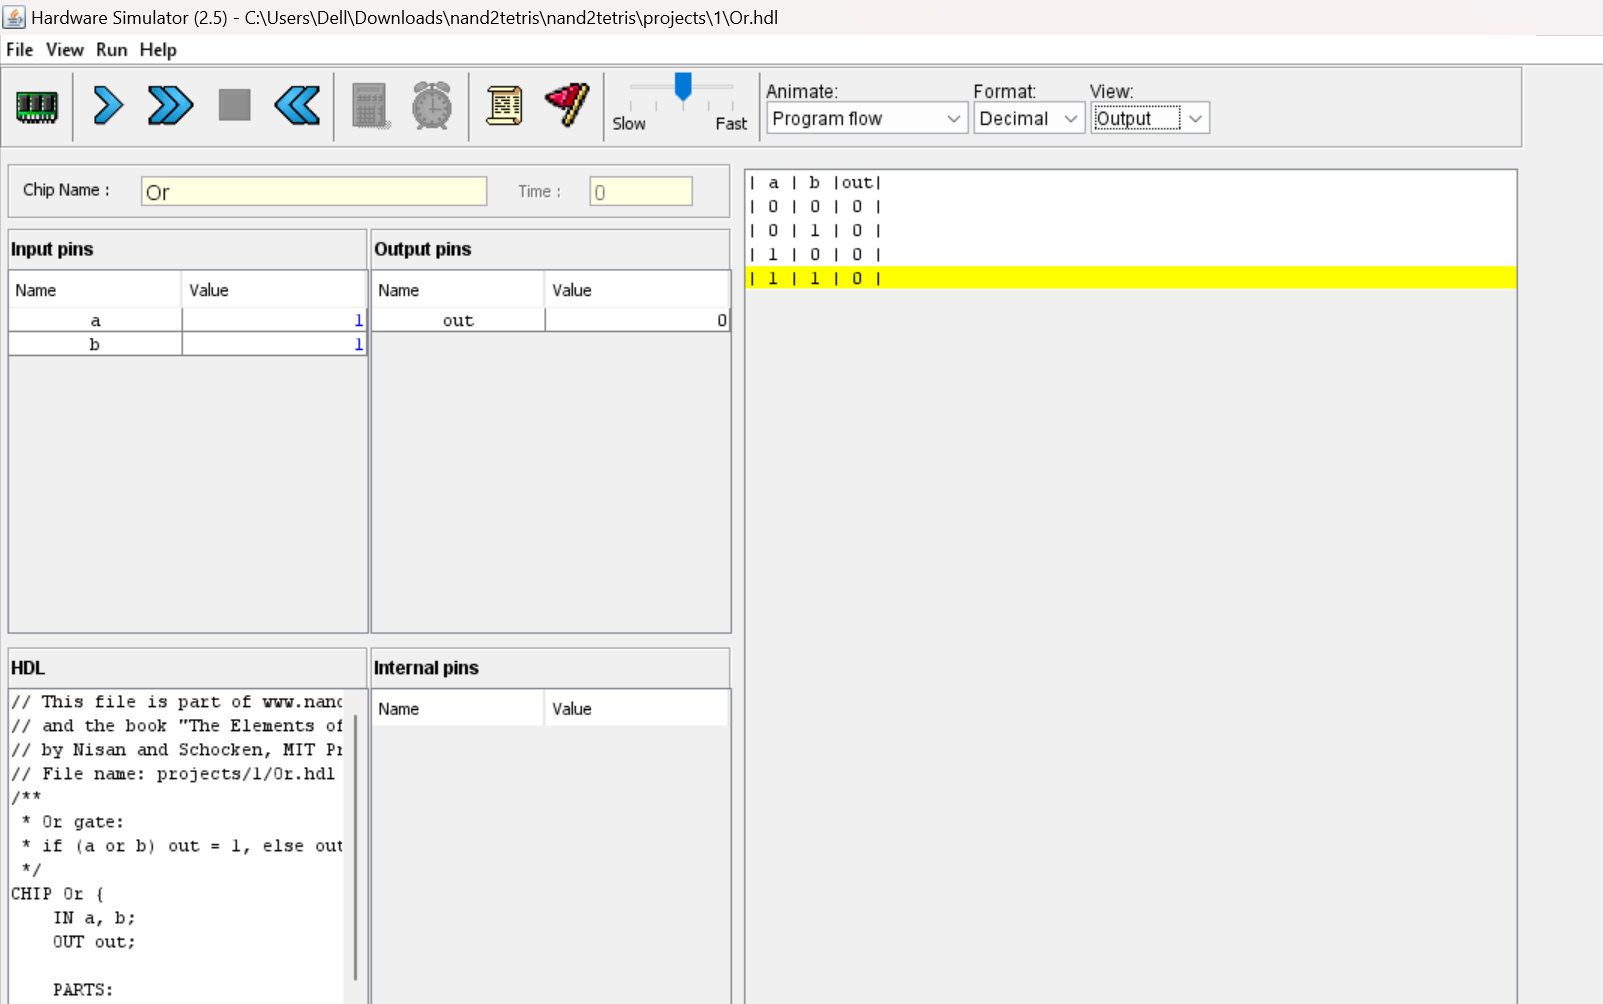 Hardware Simulator (2.5) - C:\Users\Dell\Downloads\nand2tetris\nand2tetris\projects\1\Or.hdl
File View Run Help
Slow Fast
Animate: Format: View:
Program flow Decimal Output
Chip Name : Or Time : 0
Input pins
Name Value
a 1
b 1
Output pins
Name Value
out 0
| a | b |out|
| 0 | 0 | 0 |
| 0 | 1 | 0 |
| 1 | 0 | 0 |
| 1 | 1 | 0 |
HDL
// This file is part of www.nand
// and the book "The Elements of
// by Nisan and Schocken, MIT Pr
// File name: projects/1/Or.hdl
/**
* Or gate:
* if (a or b) out = 1, else out
*/
CHIP Or {
IN a, b;
OUT out;
PARTS:
Internal pins
Name Value